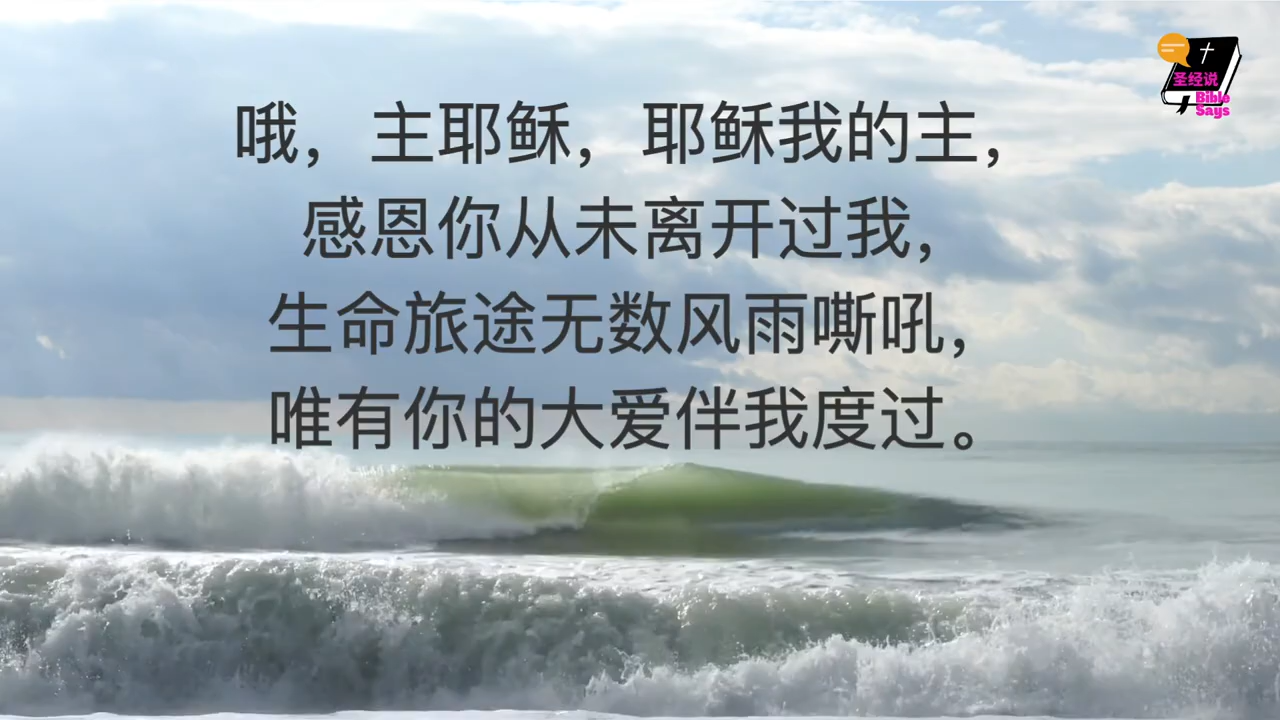 哦，主耶稣，耶稣我的主，
感恩你从未离开过我，
生命旅途无数风雨嘶吼，
唯有你的大爱伴我度过。
圣经说
Bible
Says